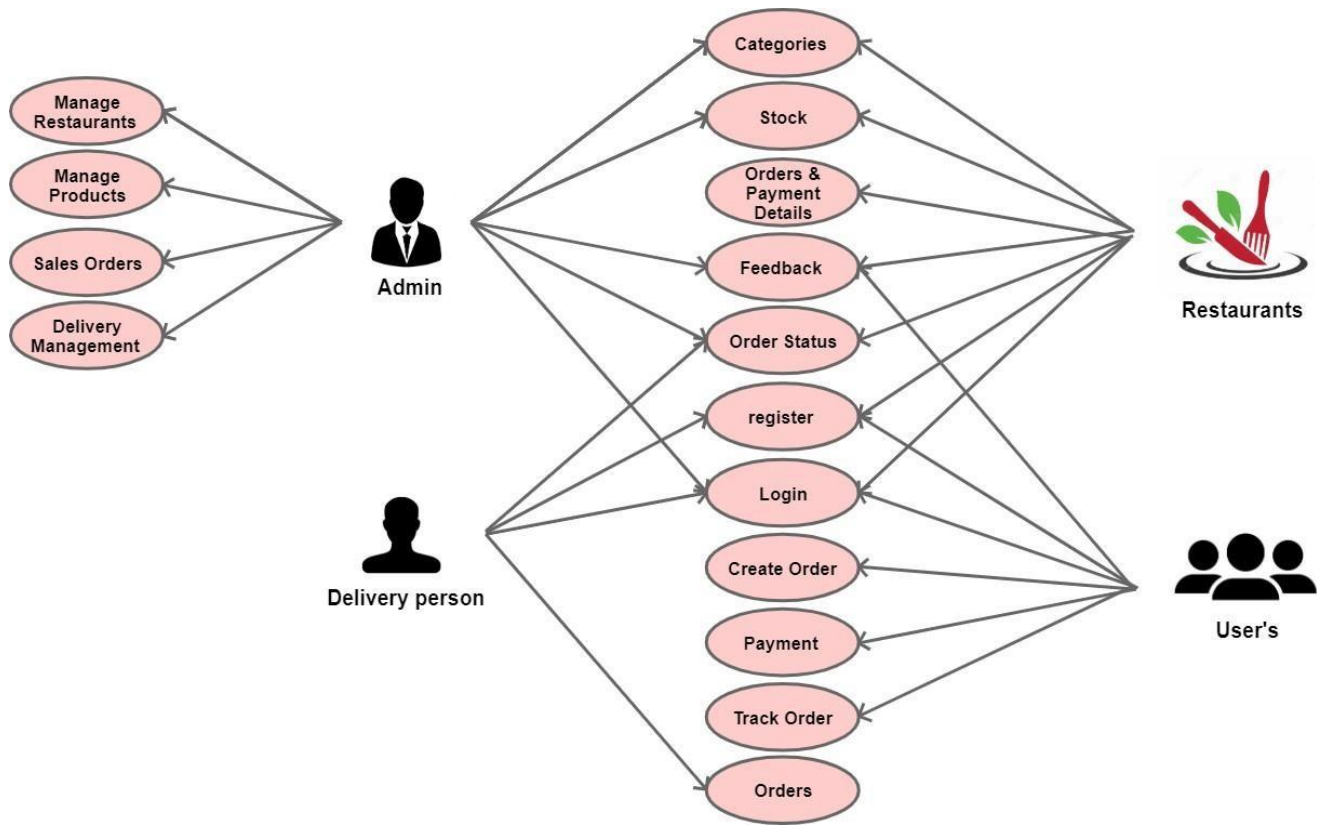 Manage
Restaurants
Manage
Products
Sales Orders
Delivery
Management
Admin
Delivery person
Categories
Stock
Orders &
Payment
Details
Feedback
Order Status
register
Login
Create Order
Payment
Track Order
Orders
Restaurants
User's